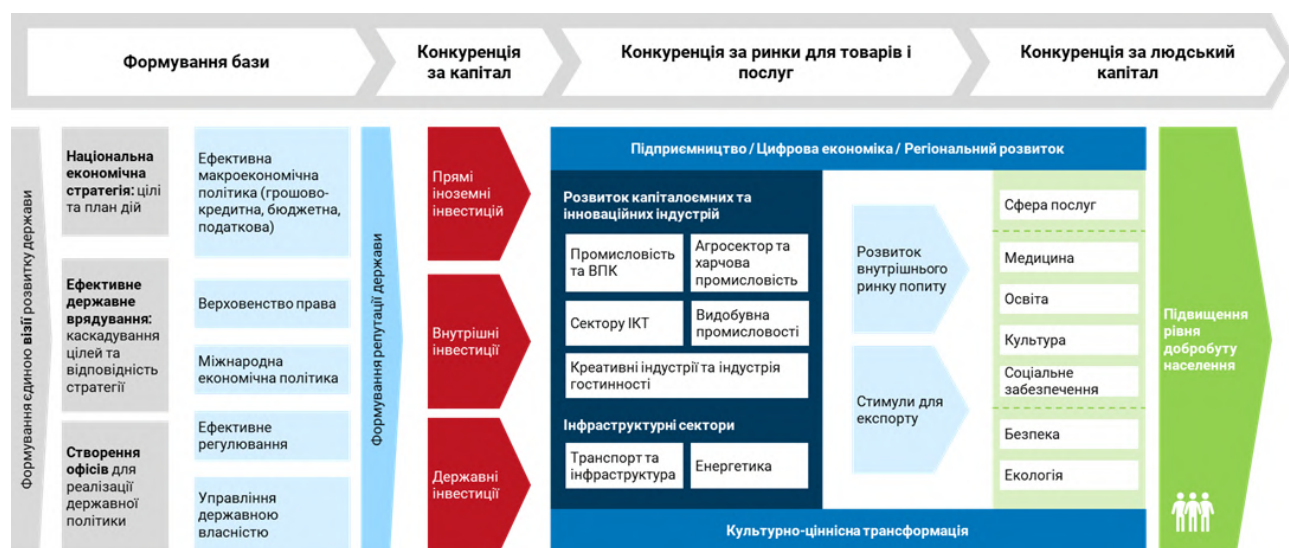 Формування бази
Конкуренція
за капітал
Конкуренція за ринки для товарів і
послуг
Конкуренція за людський
капітал
Формування єдиною візії розвитку держави
Національна
економічна
стратегія: цілі
та план дій
Ефективне
державне
врядування:
каскадування
цілей та
відповідність
стратегії
Створення
офісів для
реалізації
державної
політики
Ефективна
макроекономічна
політика (грошово-
кредитна, бюджетна,
податкова)
Верховенство права
Міжнародна
економічна політика
Ефективне
регулювання
Управління
державною
власністю
Формування репутації держави
Прямі
іноземні
інвестицій
Внутрішні
інвестиції
Державні
інвестиції
Підприємництво / Цифрова економіка / Регіональний розвиток
Розвиток капіталоємних та
інноваційних індустрій
Промисловість
та ВПК
Агросектор та
харчова
промисловість
Сектору ІКТ
Видобувна
промисловості
Креативні індустрії та індустрія
гостинності
Інфраструктурні сектори
Транспорт та
інфраструктура
Енергетика
Розвиток
внутрішнього
ринку попиту
Стимули для
експорту
Сфера послуг
Медицина
Освіта
Культура
Соціальне
забезпечення
Безпека
Екологія
Культурно-ціннісна трансформація
Підвищення
рівня
добробуту
населення